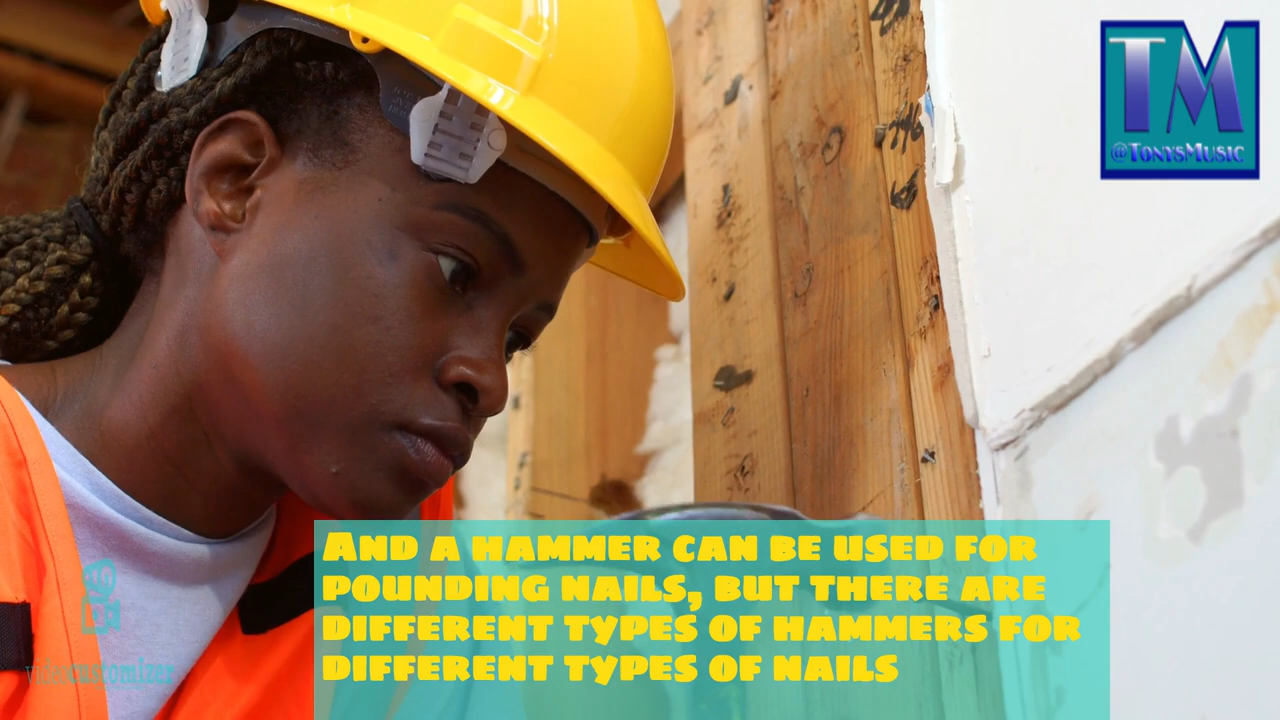 TM
@TonysMusic
And a hammer can be used for
pounding nails, but there are
different types of hammers for
different types of nails
videocustomizer